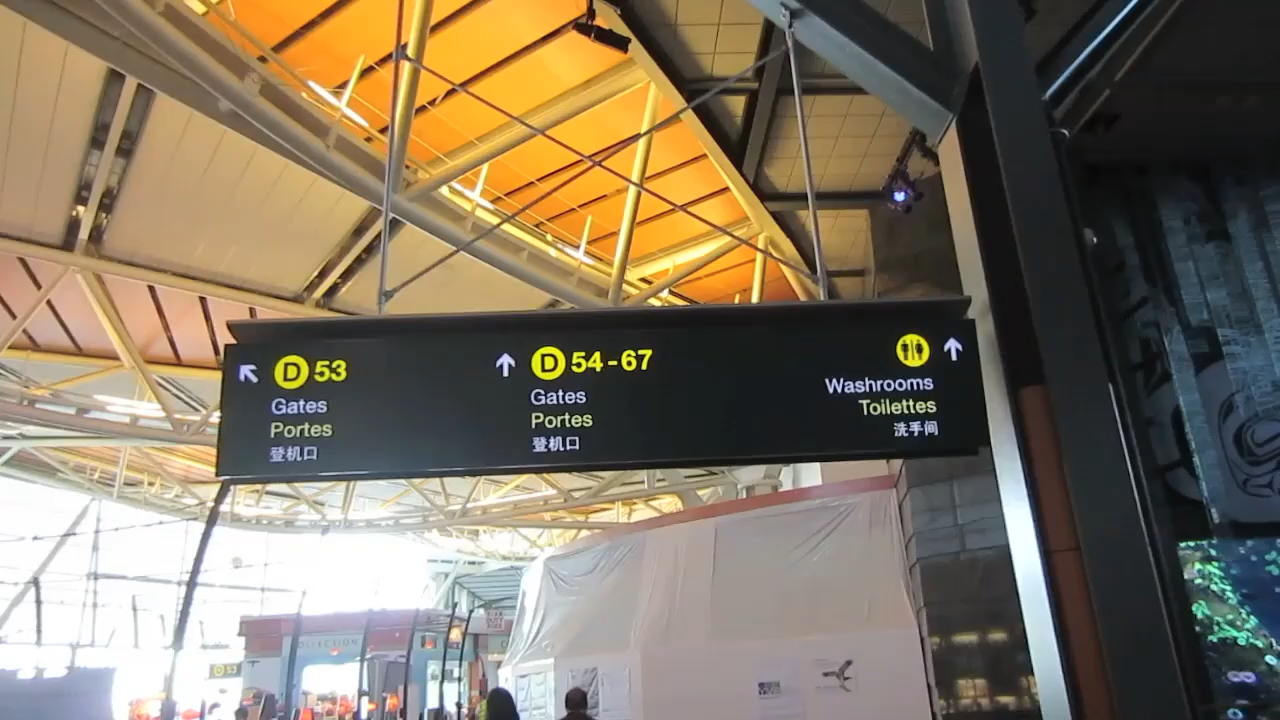 D 53
Gates
Portes
登机口
D 54-67
Gates
Portes
登机口
Washrooms
Toilettes
洗手间
D 53